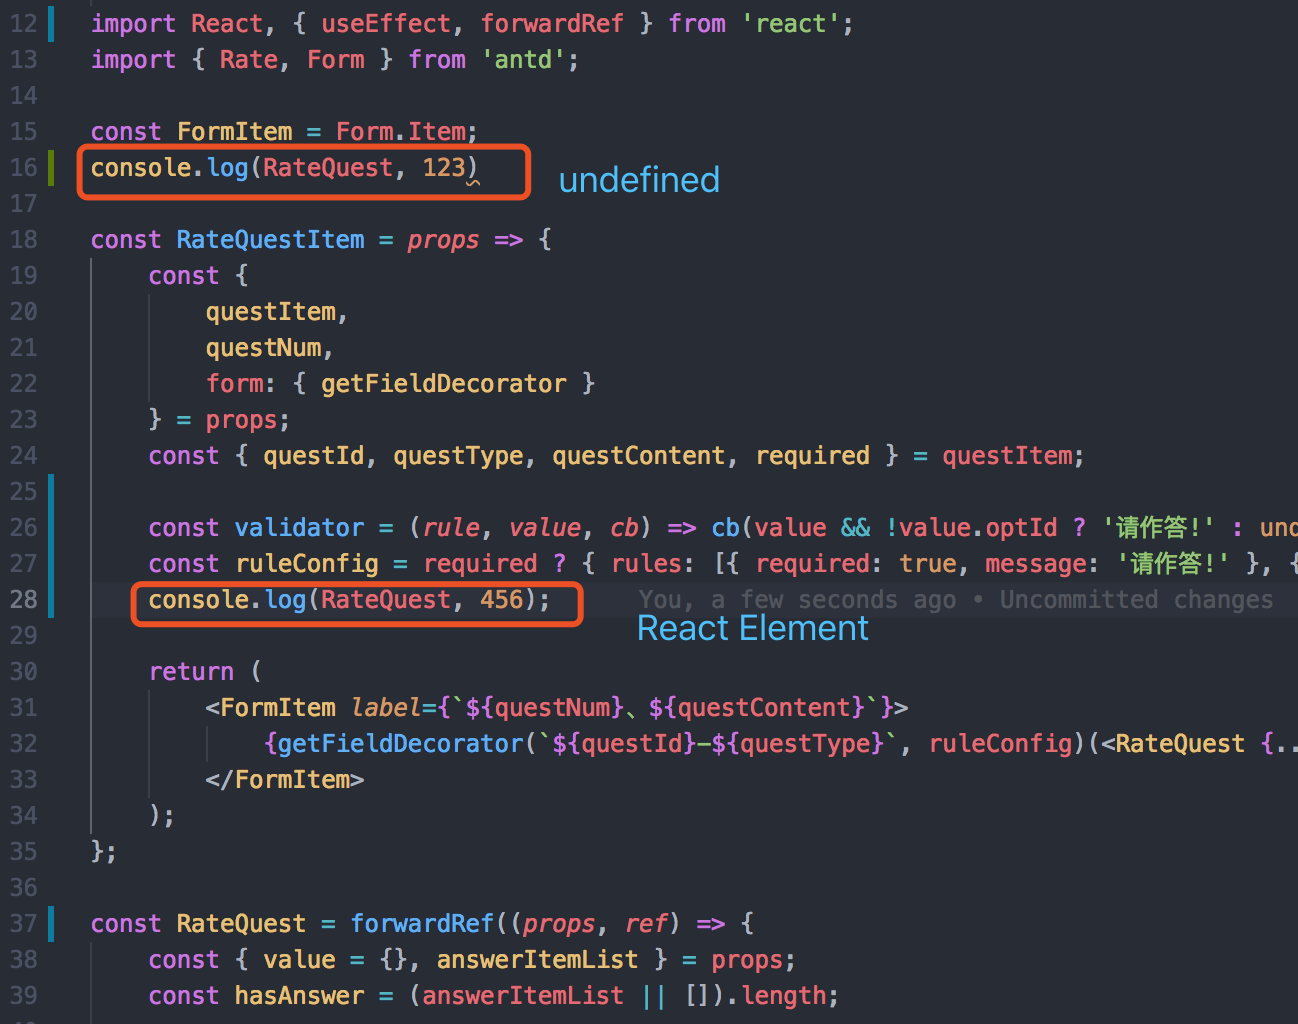 12 import React, { useEffect, forwardRef } from 'react';
13 import { Rate, Form } from 'antd';
14
15 const FormItem = Form.Item;
16 console.log(RateQuest, 123) undefined
17
18 const RateQuestItem = props => {
19 const {
20 questItem,
21 questNum,
22 form: { getFieldDecorator }
23 } = props;
24 const { questId, questType, questContent, required } = questItem;
25
26 const validator = (rule, value, cb) => cb(value && !value.optId ? '请作答!' : und
27 const ruleConfig = required ? { rules: [{ required: true, message: '请作答!' }, {
28 console.log(RateQuest, 456); You, a few seconds ago • Uncommitted changes
React Element
29
30 return (
31 <FormItem label={`${questNum}、${questContent}`}>
32 {getFieldDecorator(`${questId}-${questType}`, ruleConfig)(<RateQuest {..
33 </FormItem>
34 );
35 };
36
37 const RateQuest = forwardRef((props, ref) => {
38 const { value = {}, answerItemList } = props;
39 const hasAnswer = (answerItemList || []).length;